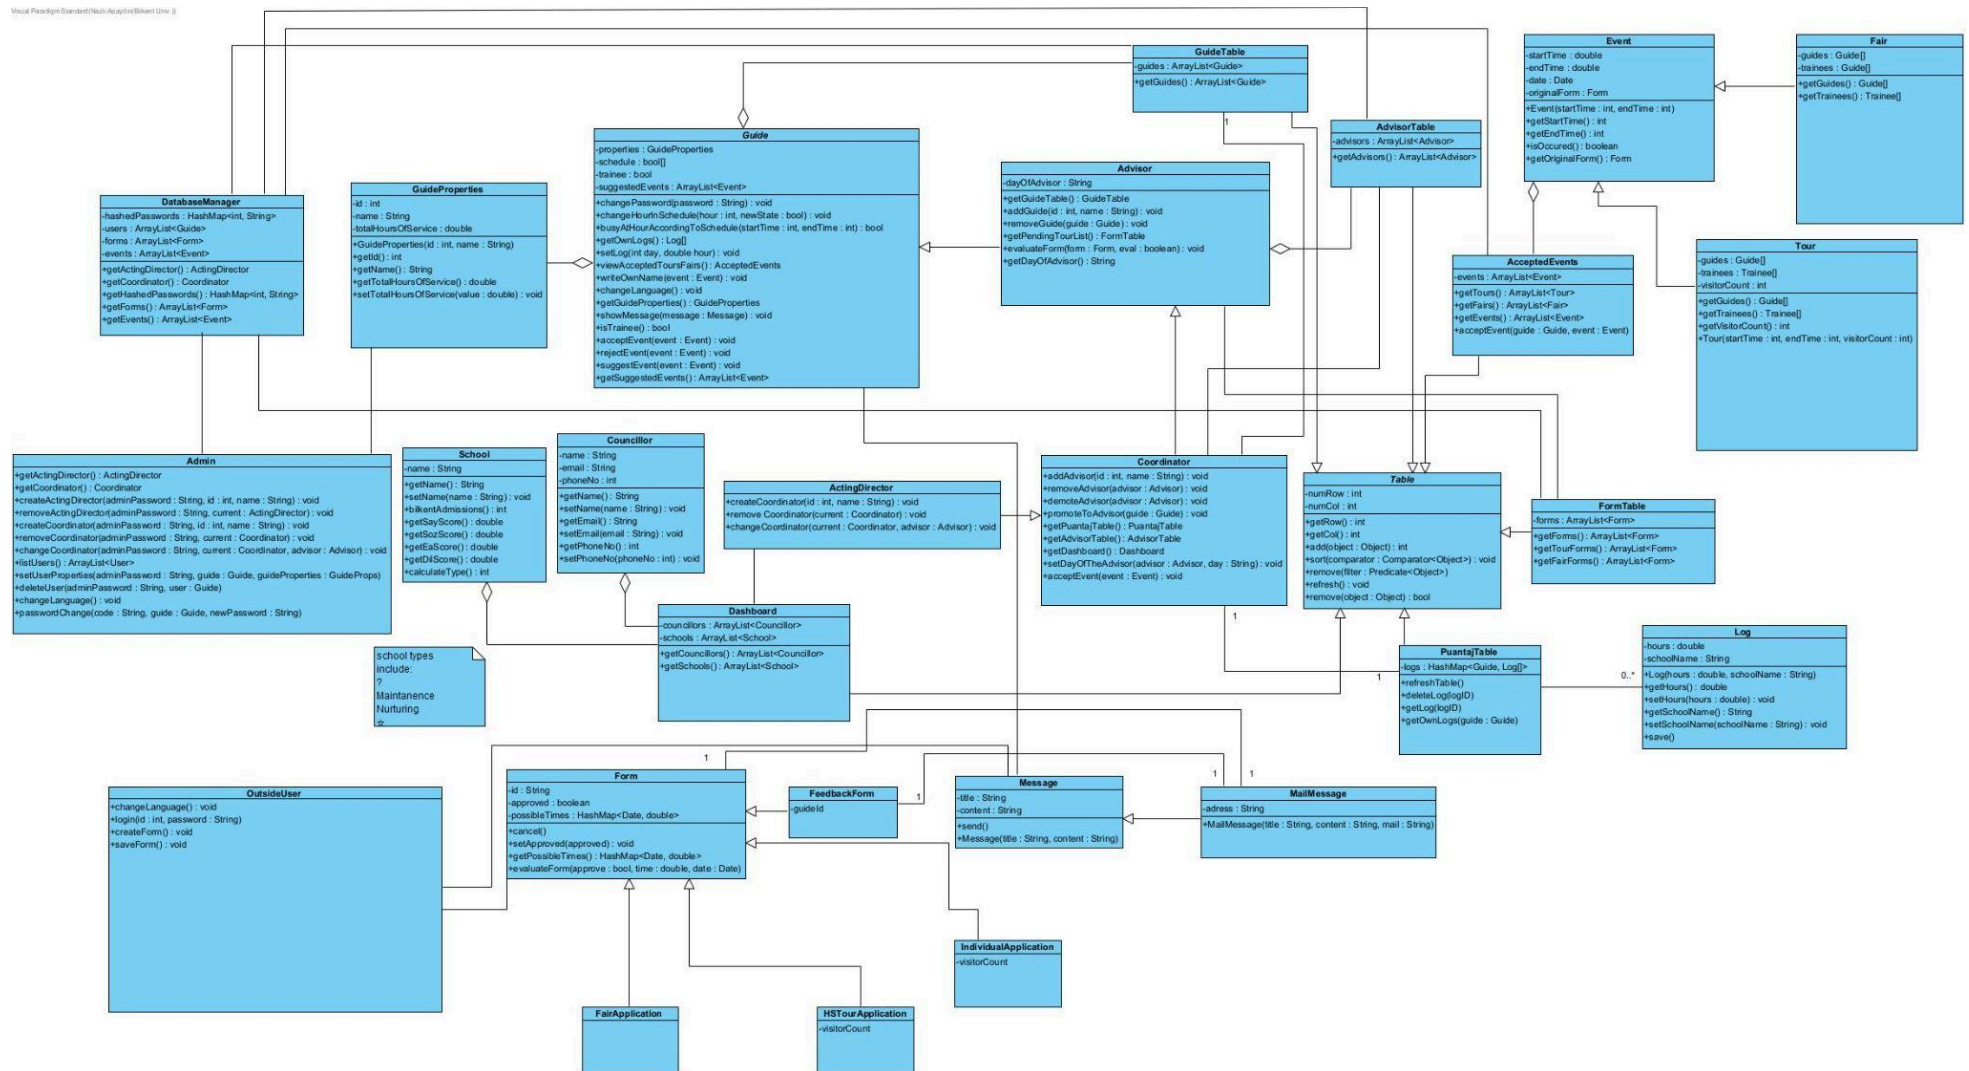 Visual Paradigm Standard(Nazlı Apaydın(Bilkent Univ. ))
GuideTable
-guides : ArrayList<Guide>
+getGuides() : ArrayList<Guide>
Event
-startTime : double
-endTime : double
-date : Date
-originalForm : Form
+Event(startTime : int, endTime : int)
+getStartTime() : int
+getEndTime() : int
+isOccured() : boolean
+getOriginalForm() : Form
Fair
-guides : Guide[]
-trainees : Guide[]
+getGuides() : Guide[]
+getTrainees() : Trainee[]
1
AdvisorTable
-advisors : ArrayList<Advisor>
+getAdvisors() : ArrayList<Advisor>
Guide
-properties : GuideProperties
-schedule : bool[]
-trainee : bool
-suggestedEvents : ArrayList<Event>
+changePassword(password : String) : void
+changeHourInSchedule(hour : int, newState : bool) : void
+busyAtHourAccordingToSchedule(startTime : int, endTime : int) : bool
+getOwnLogs() : Log[]
+setLog(int day, double hour) : void
+viewAcceptedToursFairs() : AcceptedEvents
+writeOwnName(event : Event) : void
+changeLanguage() : void
+getGuideProperties() : GuideProperties
+showMessage(message : Message) : void
+isTrainee() : bool
+acceptEvent(event : Event) : void
+rejectEvent(event : Event) : void
+suggestEvent(event : Event) : void
+getSuggestedEvents() : ArrayList<Event>
Advisor
-dayOfAdvisor : String
+getGuideTable() : GuideTable
+addGuide(id : int, name : String) : void
+removeGuide(guide : Guide) : void
+getPendingTourList() : FormTable
+evaluateForm(form : Form, eval : boolean) : void
+getDayOfAdvisor() : String
GuideProperties
-id : int
-name : String
-totalHoursOfService : double
+GuideProperties(id : int, name : String)
+getId() : int
+getName() : String
+getTotalHoursOfService() : double
+setTotalHoursOfService(value : double) : void
DatabaseManager
-hashedPasswords : HashMap<int, String>
-users : ArrayList<Guide>
-forms : ArrayList<Form>
-events : ArrayList<Event>
+getActingDirector() : ActingDirector
+getCoordinator() : Coordinator
+getHashedPasswords() : HashMap<int, String>
+getForms() : ArrayList<Form>
+getEvents() : ArrayList<Event>
AcceptedEvents
-events : ArrayList<Event>
+getTours() : ArrayList<Tour>
+getFairs() : ArrayList<Fair>
+getEvents() : ArrayList<Event>
+acceptEvent(guide : Guide, event : Event)
Tour
-guides : Guide[]
-trainees : Trainee[]
-visitorCount : int
+getGuides() : Guide[]
+getTrainees() : Trainee[]
+getVisitorCount() : int
+Tour(startTime : int, endTime : int, visitorCount : int)
Admin
+getActingDirector() : ActingDirector
+getCoordinator() : Coordinator
+createActingDirector(adminPassword : String, id : int, name : String) : void
+removeActingDirector(adminPassword : String, current : ActingDirector) : void
+createCoordinator(adminPassword : String, id : int, name : String) : void
+removeCoordinator(adminPassword : String, current : Coordinator) : void
+changeCoordinator(adminPassword : String, current : Coordinator, advisor : Advisor) : void
+listUsers() : ArrayList<User>
+setUserProperties(adminPassword : String, guide : Guide, guideProperties : GuideProps)
+deleteUser(adminPassword : String, user : Guide)
+changeLanguage() : void
+passwordChange(code : String, guide : Guide, newPassword : String)
School
-name : String
+getName() : String
+setName(name : String) : void
+bilkentAdmissions() : int
+getSayScore() : double
+getSozScore() : double
+getEaScore() : double
+getDilScore() : double
+calculateType() : int
Councillor
-name : String
-email : String
-phoneNo : int
+getName() : String
+setName(name : String) : void
+getEmail() : String
+setEmail(email : String) : void
+getPhoneNo() : int
+setPhoneNo(phoneNo : int) : void
ActingDirector
+createCoordinator(id : int, name : String) : void
+remove Coordinator(current : Coordinator) : void
+changeCoordinator(current : Coordinator, advisor : Advisor) : void
Coordinator
+addAdvisor(id : int, name : String) : void
+removeAdvisor(advisor : Advisor) : void
+demoteAdvisor(advisor : Advisor) : void
+promoteToAdvisor(guide : Guide) : void
+getPuantajTable() : PuantajTable
+getAdvisorTable() : AdvisorTable
+getDashboard() : Dashboard
+setDayOfTheAdvisor(advisor : Advisor, day : String) : void
+acceptEvent(event : Event) : void
Table
-numRow : int
-numCol : int
+getRow() : int
+getCol() : int
+add(object : Object) : int
+sort(comparator : Comparator<Object>) : void
+remove(filter : Predicate<Object>)
+refresh() : void
+remove(object : Object) : bool
FormTable
-forms : ArrayList<Form>
+getForms() : ArrayList<Form>
+getTourForms() : ArrayList<Form>
+getFairForms() : ArrayList<Form>
Dashboard
-councillors : ArrayList<Councillor>
-schools : ArrayList<School>
+getCouncillors() : ArrayList<Councillor>
+getSchools() : ArrayList<School>
1
1
school types
include:
?
Maintanence
Nurturing
☆
PuantajTable
-logs : HashMap<Guide, Log[]>
+refreshTable()
+deleteLog(logID)
+getLog(logID)
+getOwnLogs(guide : Guide)
0..*
Log
-hours : double
-schoolName : String
+Log(hours : double, schoolName : String)
+getHours() : double
+setHours(hours : double) : void
+getSchoolName() : String
+setSchoolName(schoolName : String) : void
+save()
OutsideUser
+changeLanguage() : void
+login(id : int, password : String)
+createForm() : void
+saveForm() : void
1
Form
-id : String
-approved : boolean
-possibleTimes : HashMap<Date, double>
+cancel()
+setApproved(approved) : void
+getPossibleTimes() : HashMap<Date, double>
+evaluateForm(approve : bool, time : double, date : Date)
FeedbackForm
-guideId
1
Message
-title : String
-content : String
+send()
+Message(title : String, content : String)
1
1
MailMessage
-adress : String
+MailMessage(title : String, content : String, mail : String)
IndividualApplication
-visitorCount
FairApplication
HSTourApplication
-visitorCount